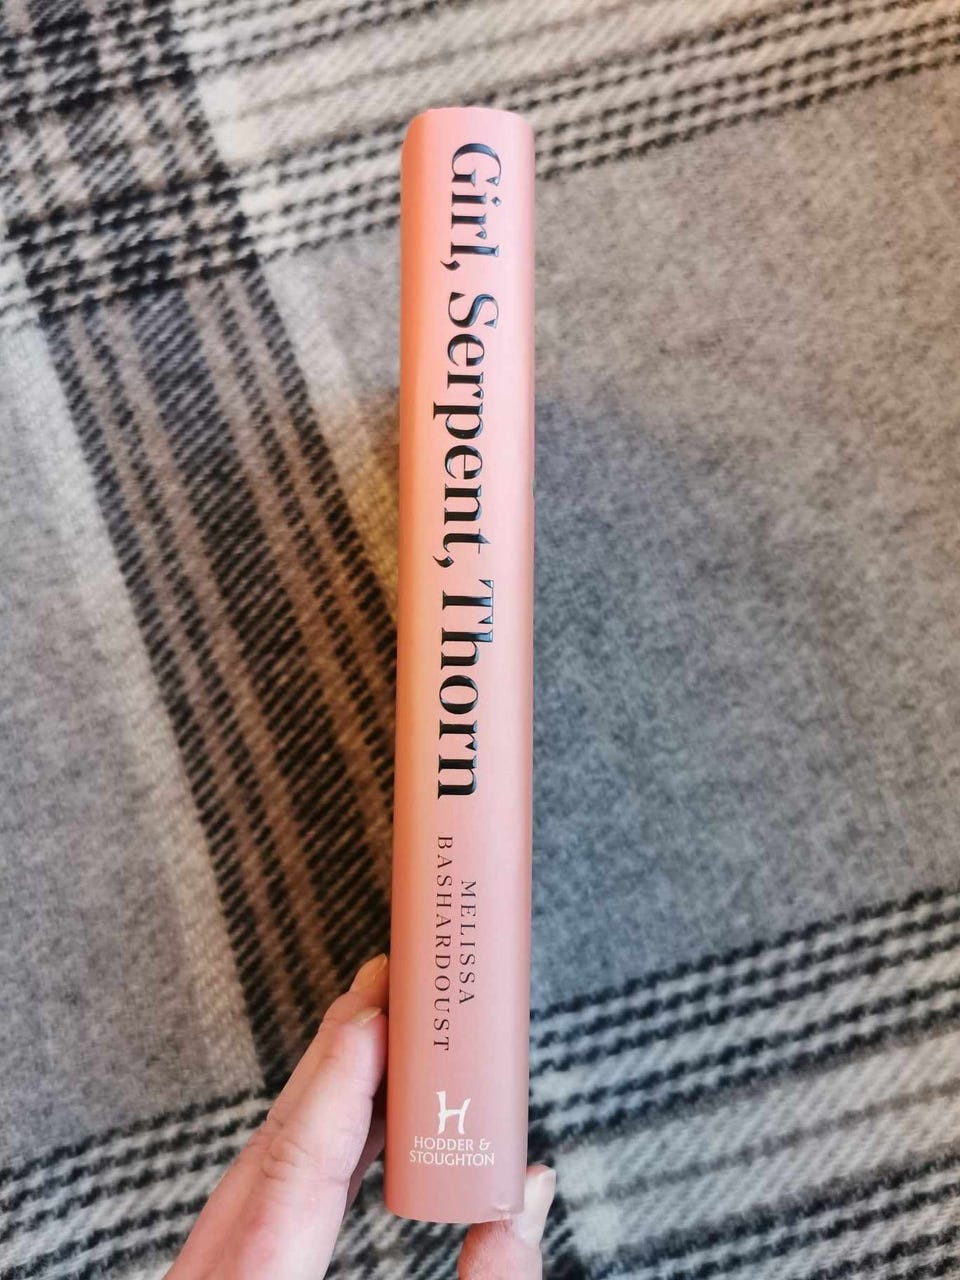 Girl, Serpent, Thorn
MELISSA
BASHARDOUST
H
HODDER &
STOUGHTON